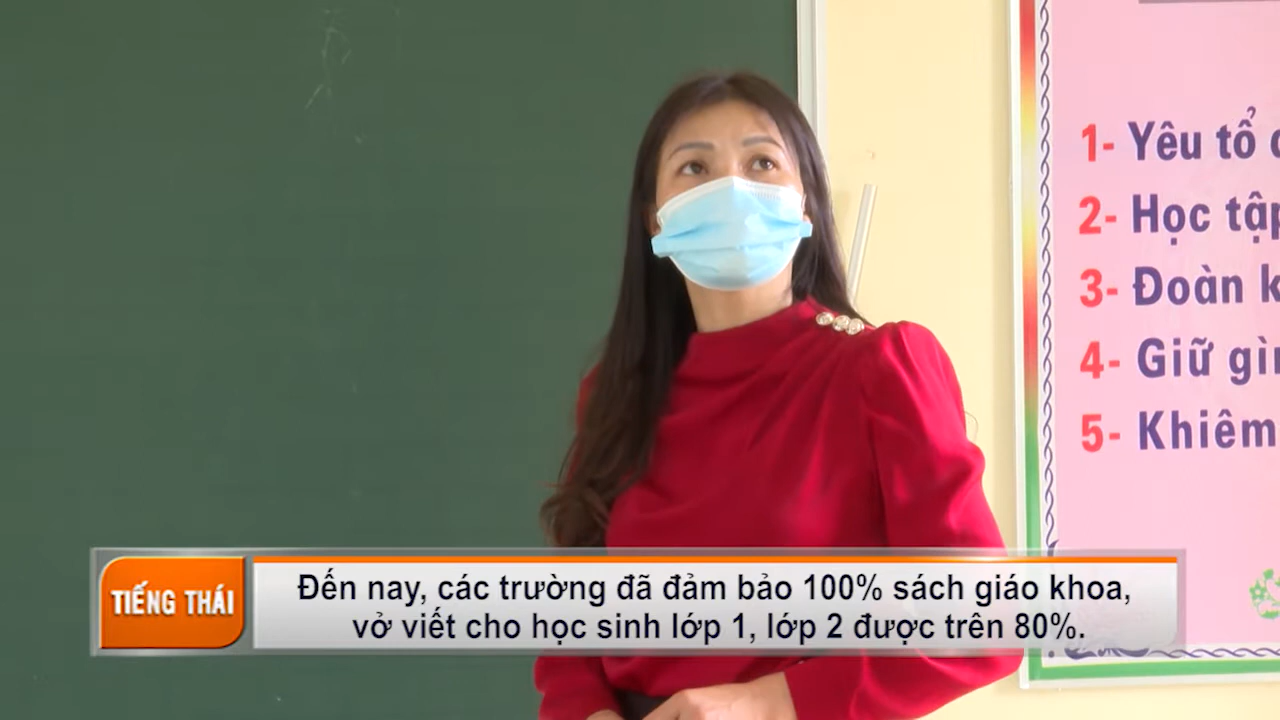 1- Yêu tổ
2- Học tập
3- Đoàn
4- Giữ gìn
5- Khiêm
TIẾNG THÁI
Đến nay, các trường đã đảm bảo 100% sách giáo khoa,
vở viết cho học sinh lớp 1, lớp 2 được trên 80%.